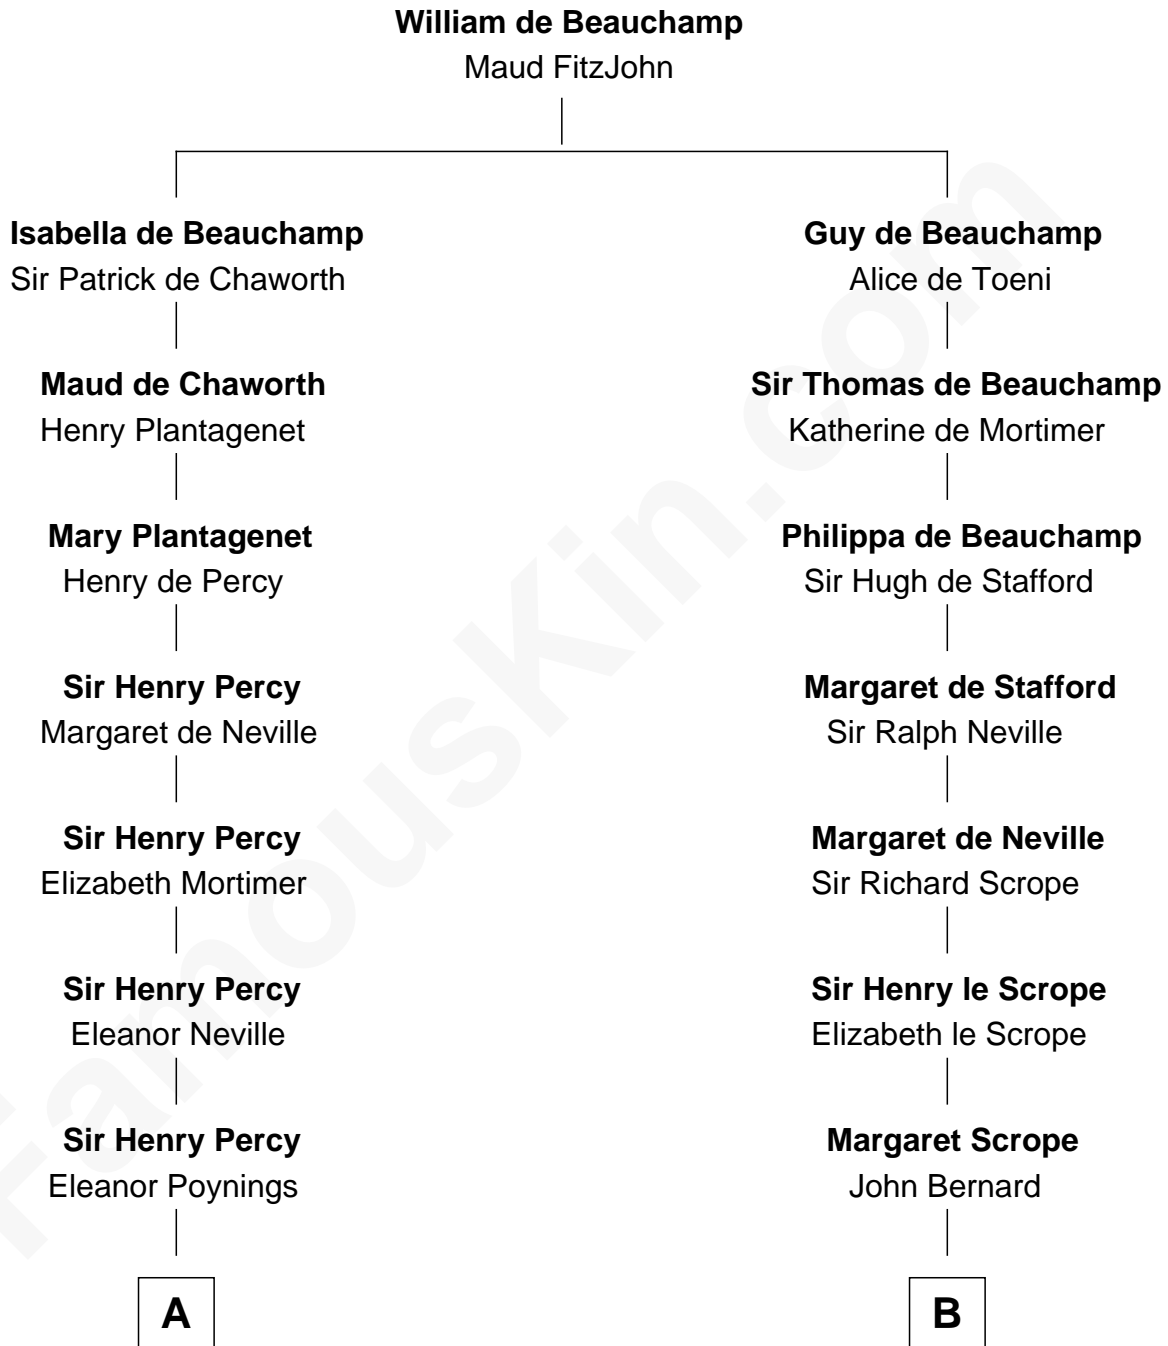 William de Beauchamp
Maud FitzJohn
Isabella de Beauchamp
Sir Patrick de Chaworth
Guy de Beauchamp
Alice de Toeni
Maud de Chaworth
Henry Plantagenet
Sir Thomas de Beauchamp
Katherine de Mortimer
Mary Plantagenet
Henry de Percy
Philippa de Beauchamp
Sir Hugh de Stafford
Sir Henry Percy
Margaret de Neville
Margaret de Stafford
Sir Ralph Neville
Sir Henry Percy
Elizabeth Mortimer
Margaret de Neville
Sir Richard Scrope
Sir Henry Percy
Eleanor Neville
Sir Henry le Scrope
Elizabeth le Scrope
Sir Henry Percy
Eleanor Poynings
Margaret Scrope
John Bernard
A
B
FamousKin.com